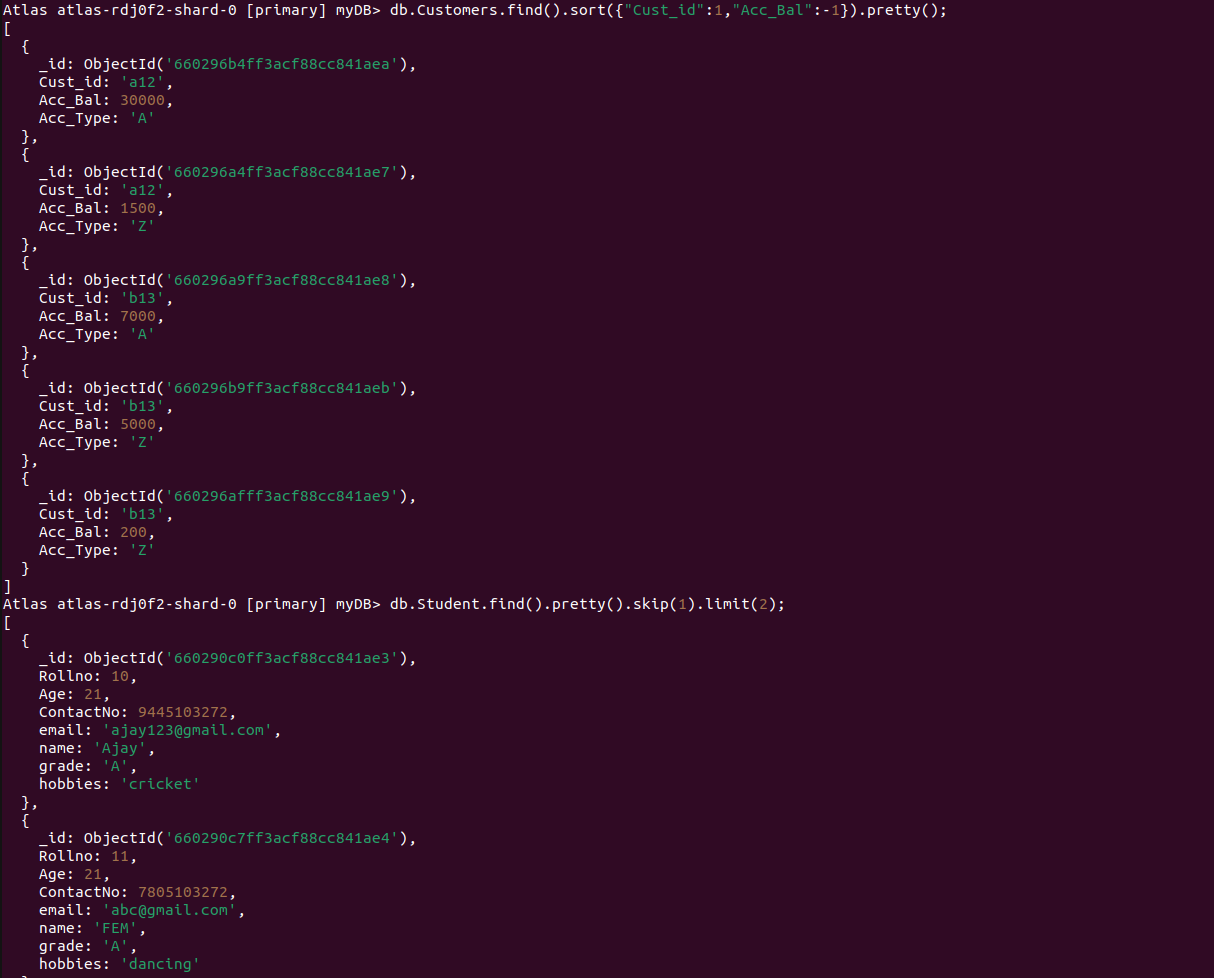 Atlas atlas-rdj0f2-shard-0 [primary] myDB> db.Customers.find().sort({"Cust_id":1,"Acc_Bal":-1}).pretty();
[
  {
    _id: ObjectId('660296b4ff3acf88cc841aea'),
    Cust_id: 'a12',
    Acc_Bal: 30000,
    Acc_Type: 'A'
  },
  {
    _id: ObjectId('660296a4ff3acf88cc841ae7'),
    Cust_id: 'a12',
    Acc_Bal: 1500,
    Acc_Type: 'Z'
  },
  {
    _id: ObjectId('660296a9ff3acf88cc841ae8'),
    Cust_id: 'b13',
    Acc_Bal: 7000,
    Acc_Type: 'A'
  },
  {
    _id: ObjectId('660296b9ff3acf88cc841aeb'),
    Cust_id: 'b13',
    Acc_Bal: 5000,
    Acc_Type: 'Z'
  },
  {
    _id: ObjectId('660296afff3acf88cc841ae9'),
    Cust_id: 'b13',
    Acc_Bal: 200,
    Acc_Type: 'Z'
  }
]
Atlas atlas-rdj0f2-shard-0 [primary] myDB> db.Student.find().pretty().skip(1).limit(2);
[
  {
    _id: ObjectId('660290c0ff3acf88cc841ae3'),
    Rollno: 10,
    Age: 21,
    ContactNo: 9445103272,
    email: 'ajay123@gmail.com',
    name: 'Ajay',
    grade: 'A',
    hobbies: 'cricket'
  },
  {
    _id: ObjectId('660290c7ff3acf88cc841ae4'),
    Rollno: 11,
    Age: 21,
    ContactNo: 7805103272,
    email: 'abc@gmail.com',
    name: 'FEM',
    grade: 'A',
    hobbies: 'dancing'